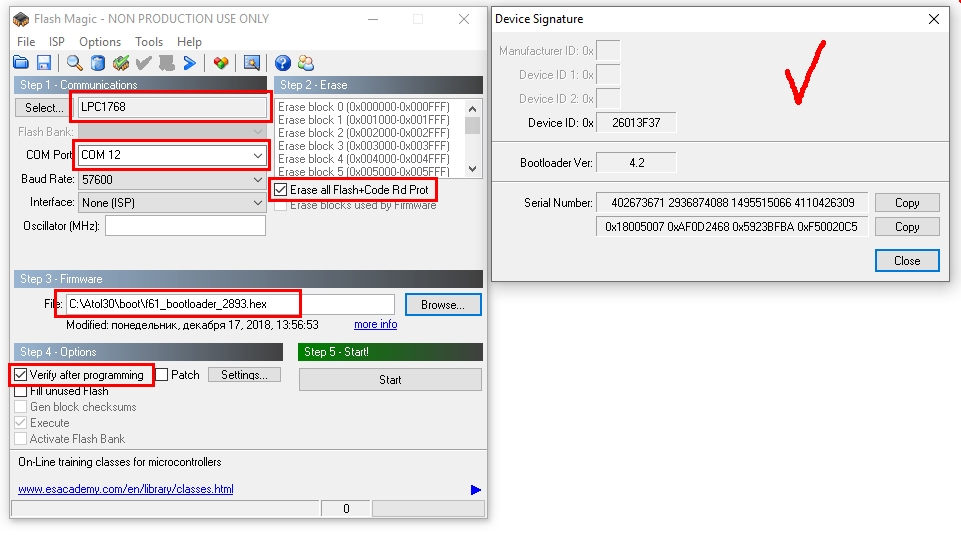 Flash Magic - NON PRODUCTION USE ONLY
File ISP Options Tools Help
Step 1 - Communications
Select... LPC1768
Flash Bank:
COM Port: COM 12
Baud Rate: 57600
Interface: None (ISP)
Oscillator (MHz):
Step 2 - Erase
Erase block 0 (0x000000-0x000FFF)
Erase block 1 (0x001000-0x001FFF)
Erase block 2 (0x002000-0x002FFF)
Erase block 3 (0x003000-0x003FFF)
Erase block 4 (0x004000-0x004FFF)
Erase block 5 (0x005000-0x005FFF)
Erase all Flash+Code Rd Prot
Erase blocks used by Firmware
Step 3 - Firmware
File: C:\Atol30\boot\f61_bootloader_2893.hex Browse...
Modified: понедельник, декабря 17, 2018, 13:56:53 more info
Step 4 - Options
Verify after programming Patch Settings...
Fill unused Flash
Gen block checksums
Execute
Activate Flash Bank
Step 5 - Start!
Start
On-Line training classes for microcontrollers
www.esacademy.com/en/library/classes.html
0
Device Signature
Manufacturer ID: 0x
Device ID 1: 0x
Device ID 2: 0x
Device ID: 0x 26013F37
Bootloader Ver: 4.2
Serial Number: 402673671 2936874088 1495515066 4110426309 Copy
0x18005007 0xAF0D2468 0x5923BFBA 0xF50020C5 Copy
Close